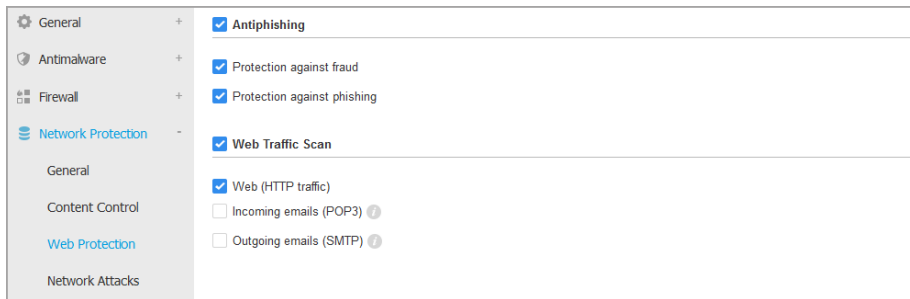 General +
Antimalware +
Firewall +
Network Protection -
General
Content Control
Web Protection
Network Attacks
Antiphishing
Protection against fraud
Protection against phishing
Web Traffic Scan
Web (HTTP traffic)
Incoming emails (POP3) i
Outgoing emails (SMTP) i